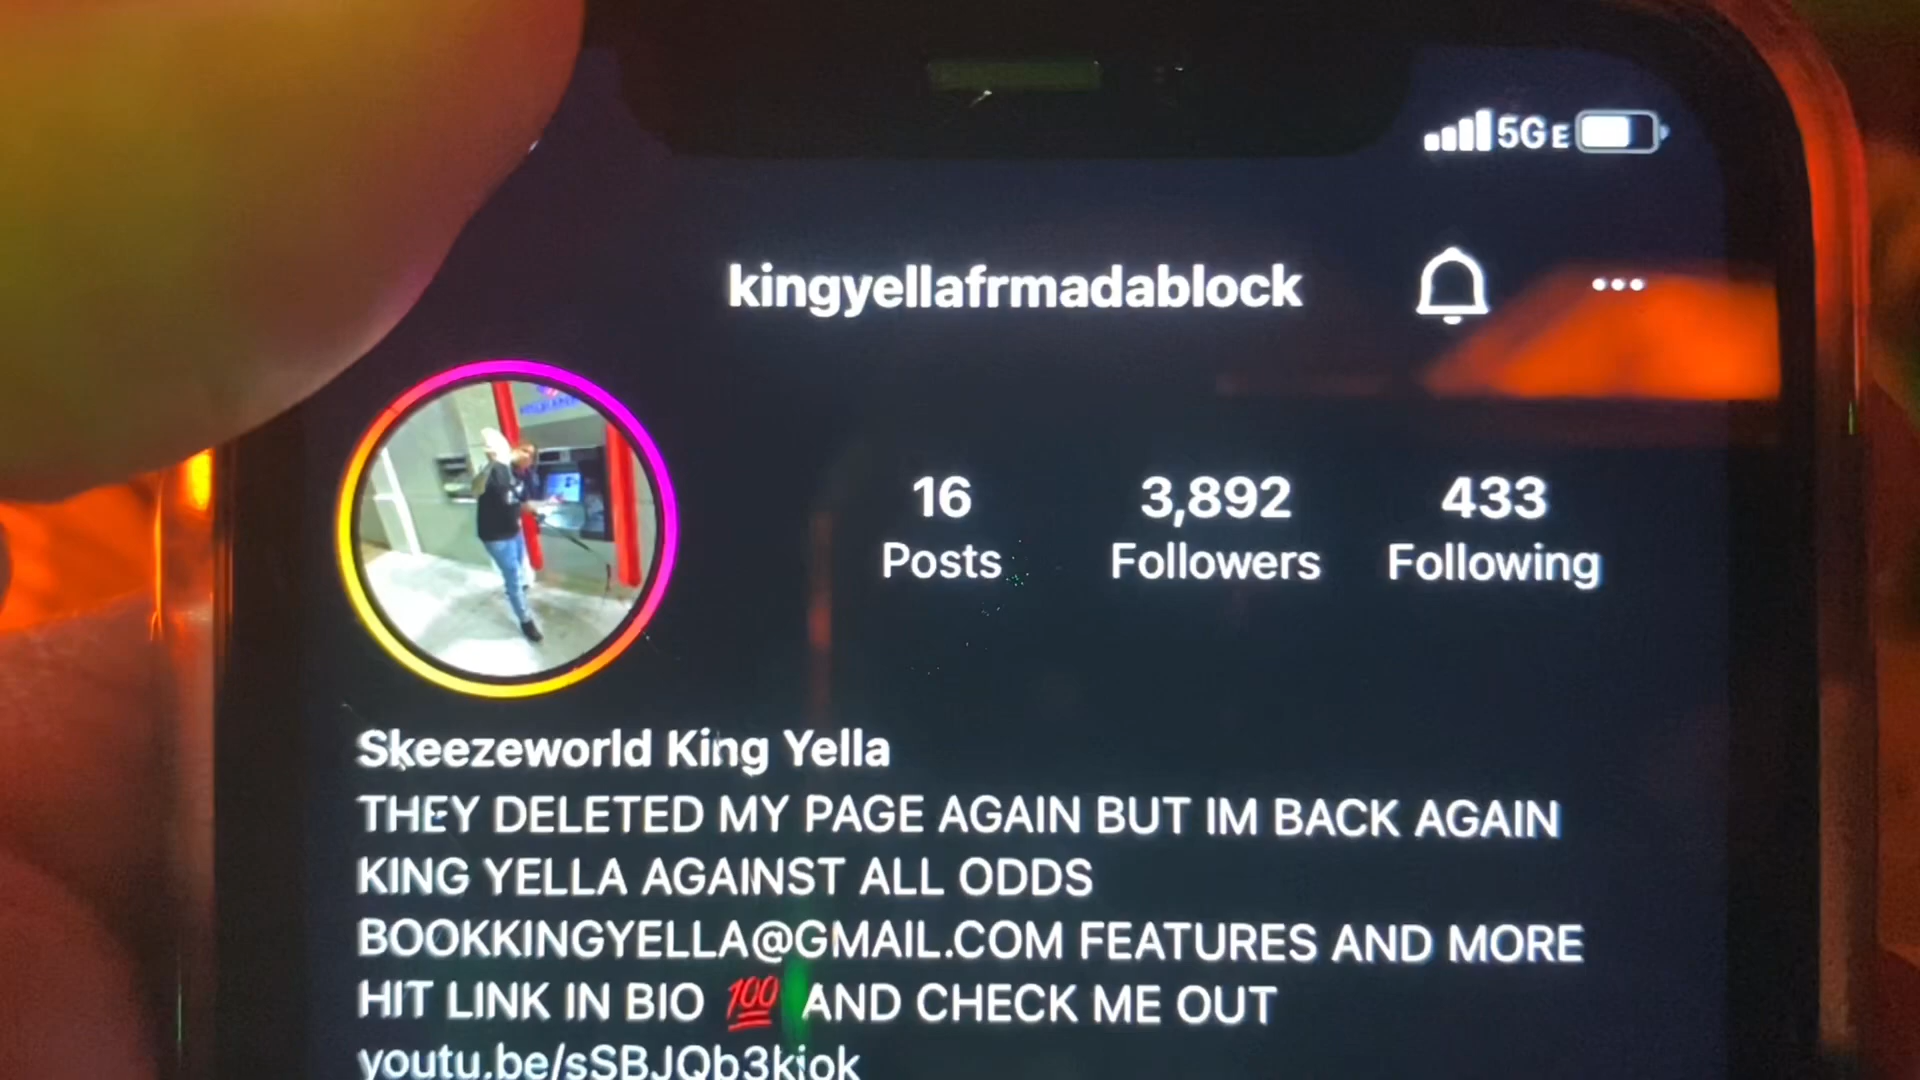 5G E
kingyellafrmadablock
16 3,892 433
Posts Followers Following
Skeezeworld King Yella
THEY DELETED MY PAGE AGAIN BUT IM BACK AGAIN
KING YELLA AGAINST ALL ODDS
BOOKKINGYELLA@GMAIL.COM FEATURES AND MORE
HIT LINK IN BIO 💯 AND CHECK ME OUT
youtu.be/sSBJQb3kjok